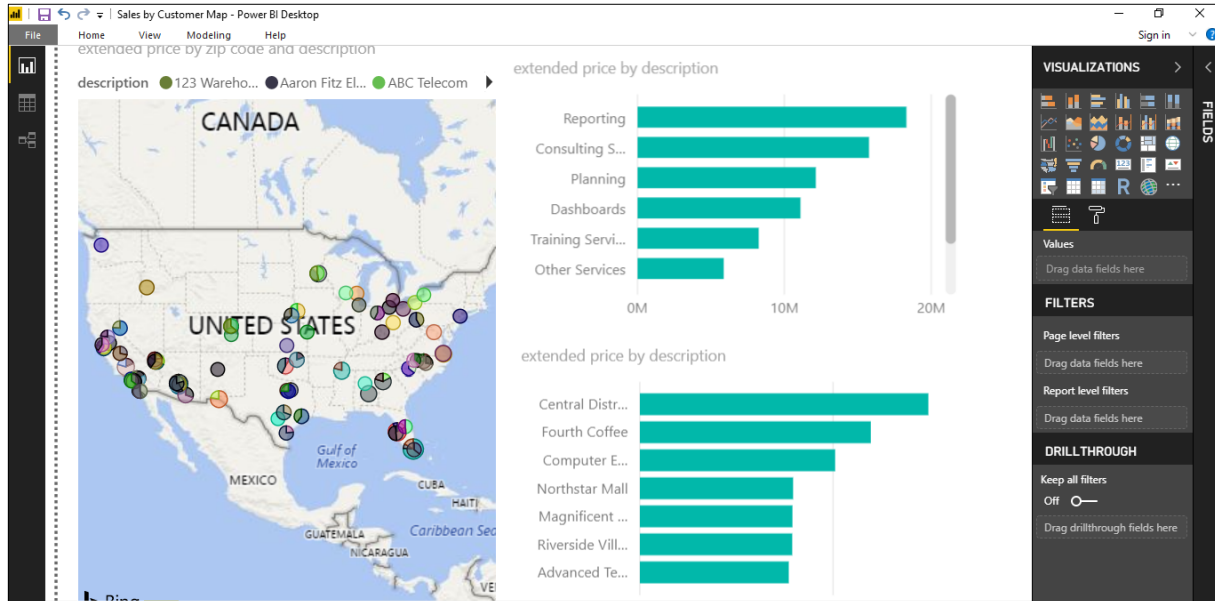 Sales by Customer Map - Power BI Desktop
File Home View Modeling Help Sign in
extended price by zip code and description
description 123 Wareho... Aaron Fitz El... ABC Telecom
CANADA
UNITED STATES
Gulf of
Mexico
MEXICO
CUBA
HAITI
GUATEMALA
Caribbean Sea
NICARAGUA
VE
Bing
extended price by description
Reporting
Consulting S...
Planning
Dashboards
Training Servi...
Other Services
0M 10M 20M
extended price by description
Central Distr...
Fourth Coffee
Computer E...
Northstar Mall
Magnificent ...
Riverside Vill...
Advanced Te...
VISUALIZATIONS
123
R
Values
Drag data fields here
FILTERS
Page level filters
Drag data fields here
Report level filters
Drag data fields here
DRILLTHROUGH
Keep all filters
Off
Drag drillthrough fields here
FIELDS